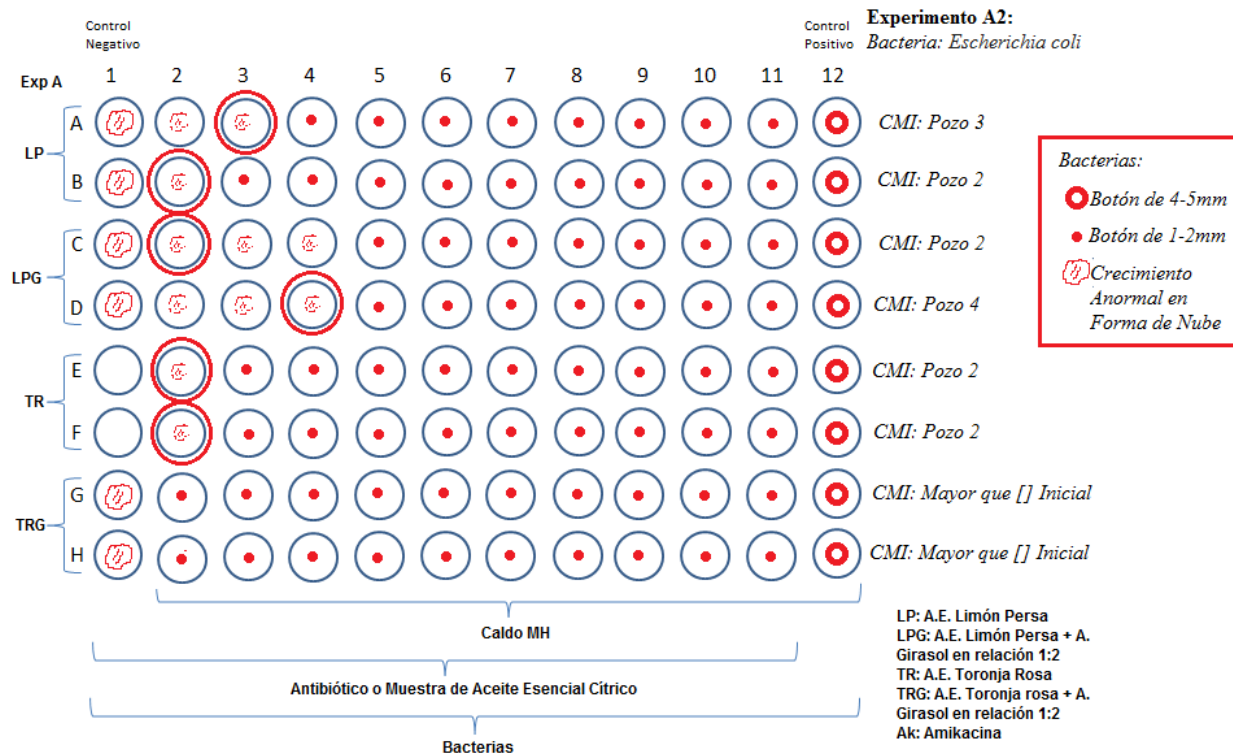 Control
Negativo
Control
Positivo
Experimento A2:
Bacteria: Escherichia coli
Exp A
1 2 3 4 5 6 7 8 9 10 11 12
A
CMI: Pozo 3
LP
B
CMI: Pozo 2
C
CMI: Pozo 2
LPG
D
CMI: Pozo 4
E
CMI: Pozo 2
TR
F
CMI: Pozo 2
G
CMI: Mayor que [] Inicial
TRG
H
CMI: Mayor que [] Inicial
Bacterias:
Botón de 4-5mm
Botón de 1-2mm
Crecimiento
Anormal en
Forma de Nube
Caldo MH
Antibiótico o Muestra de Aceite Esencial Cítrico
Bacterias
LP: A.E. Limón Persa
LPG: A.E. Limón Persa + A.
Girasol en relación 1:2
TR: A.E. Toronja Rosa
TRG: A.E. Toronja rosa + A.
Girasol en relación 1:2
Ak: Amikacina